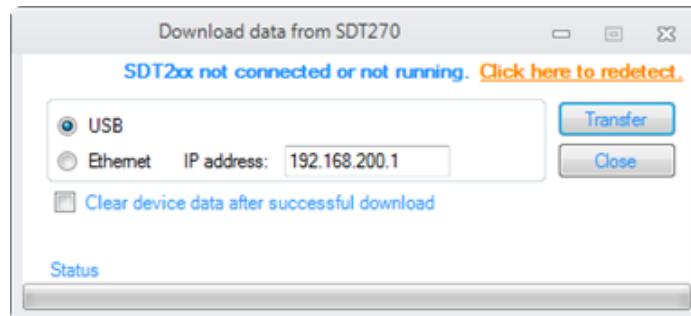 Download data from SDT270
SDT2xx not connected or not running. Click here to redetect.
USB
Transfer
Ethernet IP address: 192.168.200.1
Close
Clear device data after successful download
Status